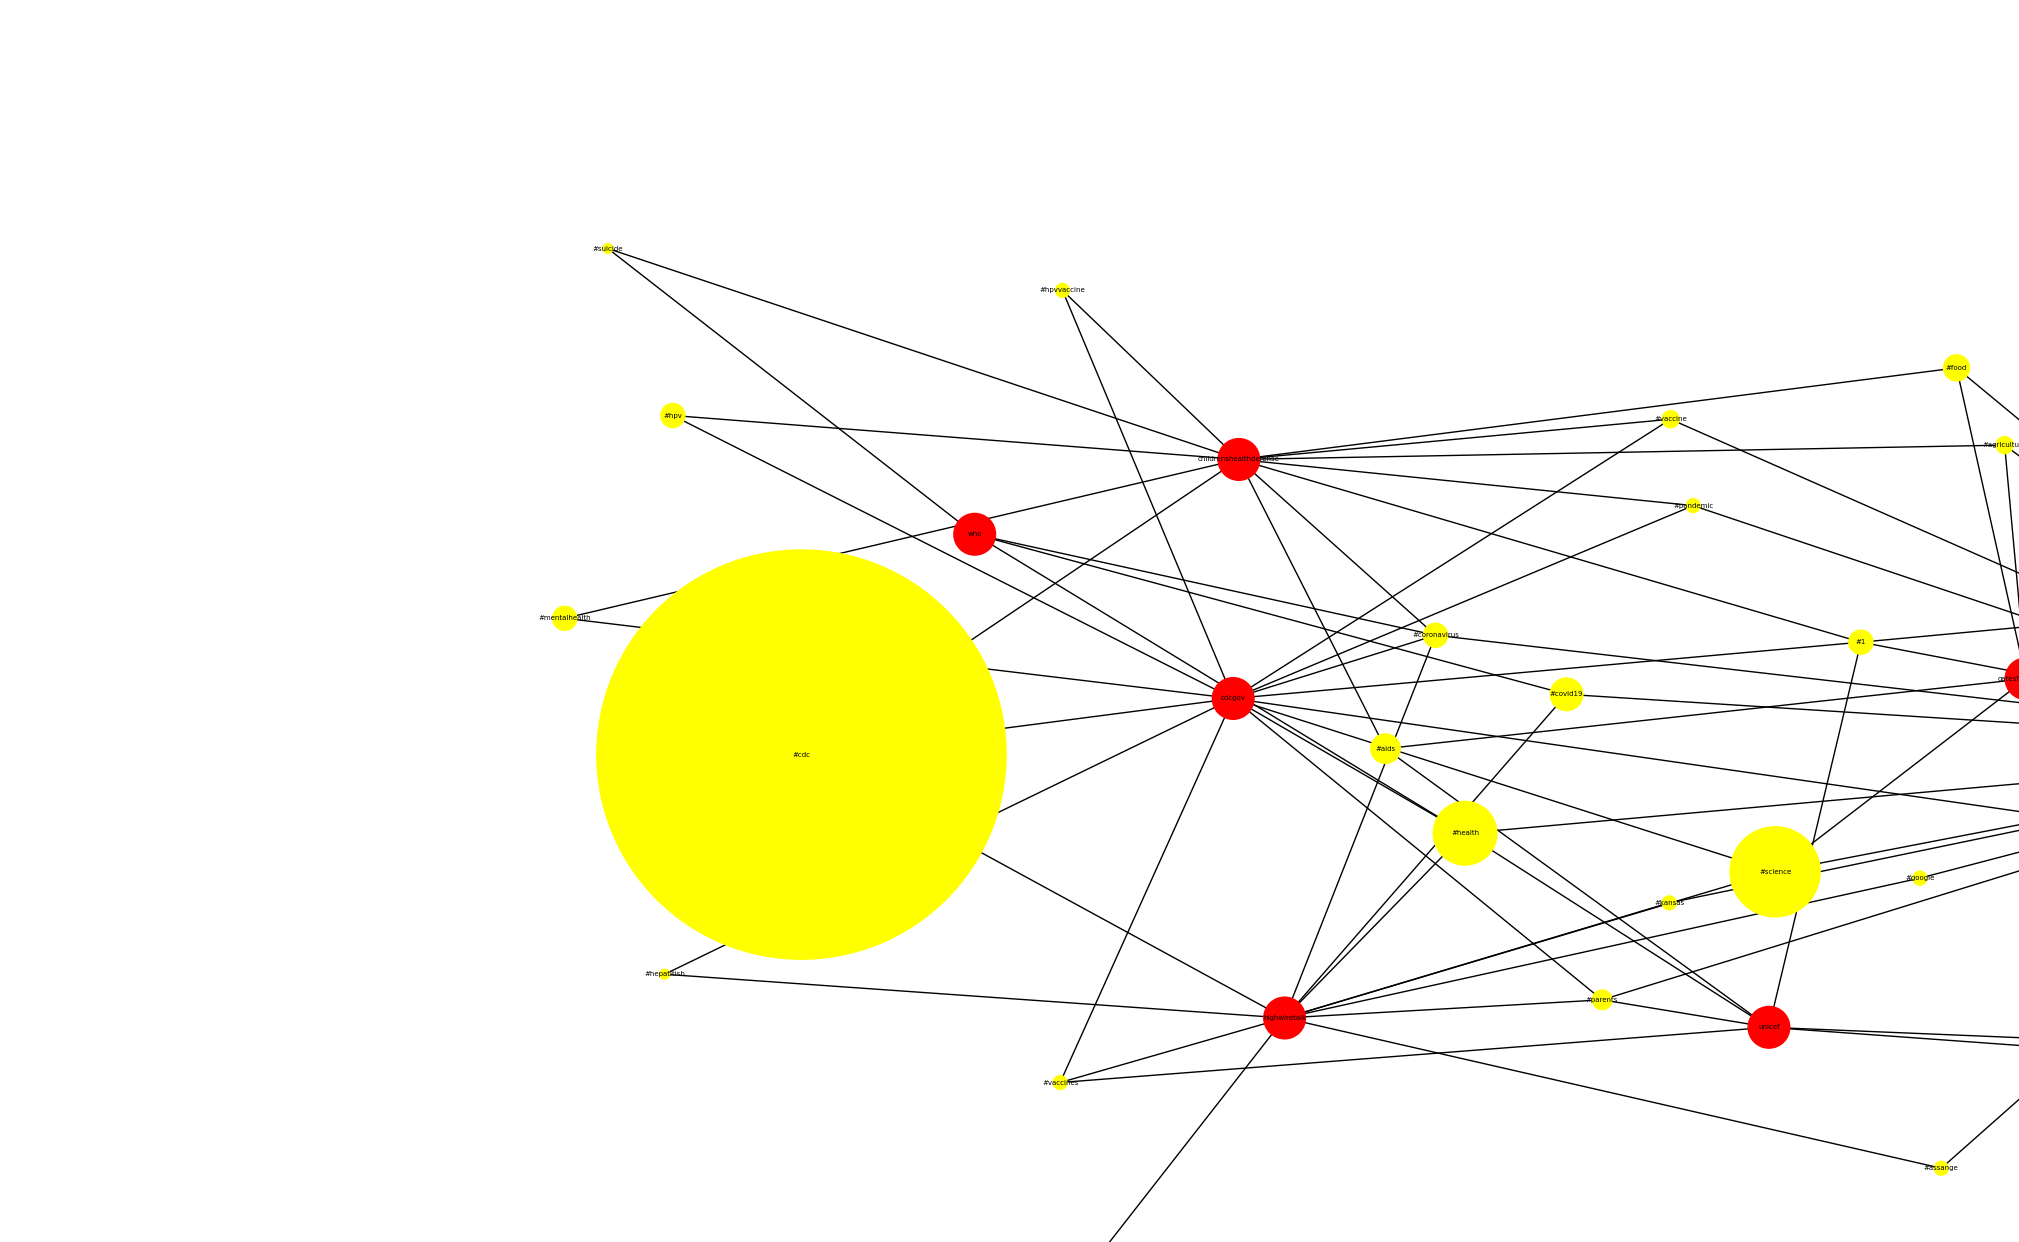 #suicide
#hpvvaccine
#food
#hpv
#vaccine
#agricultu
childrenshealthdefense
#pandemic
who
#mentalhealth
#coronavirus
#1
#covid19
cdcgov
#aids
#cdc
#health
#science
#google
#kansas
#parents
highwiretalk
unicef
#vaccines
#assange